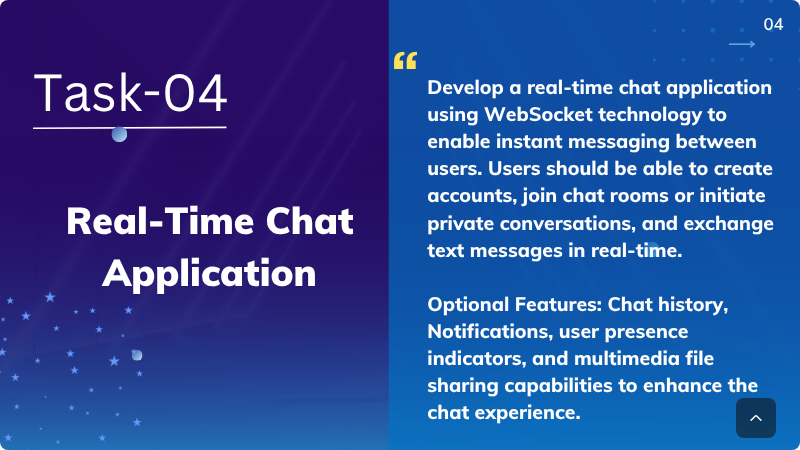 04
Task-04
Real-Time Chat
Application
“
Develop a real-time chat application
using WebSocket technology to
enable instant messaging between
users. Users should be able to create
accounts, join chat rooms or initiate
private conversations, and exchange
text messages in real-time.
Optional Features: Chat history,
Notifications, user presence
indicators, and multimedia file
sharing capabilities to enhance the
chat experience.